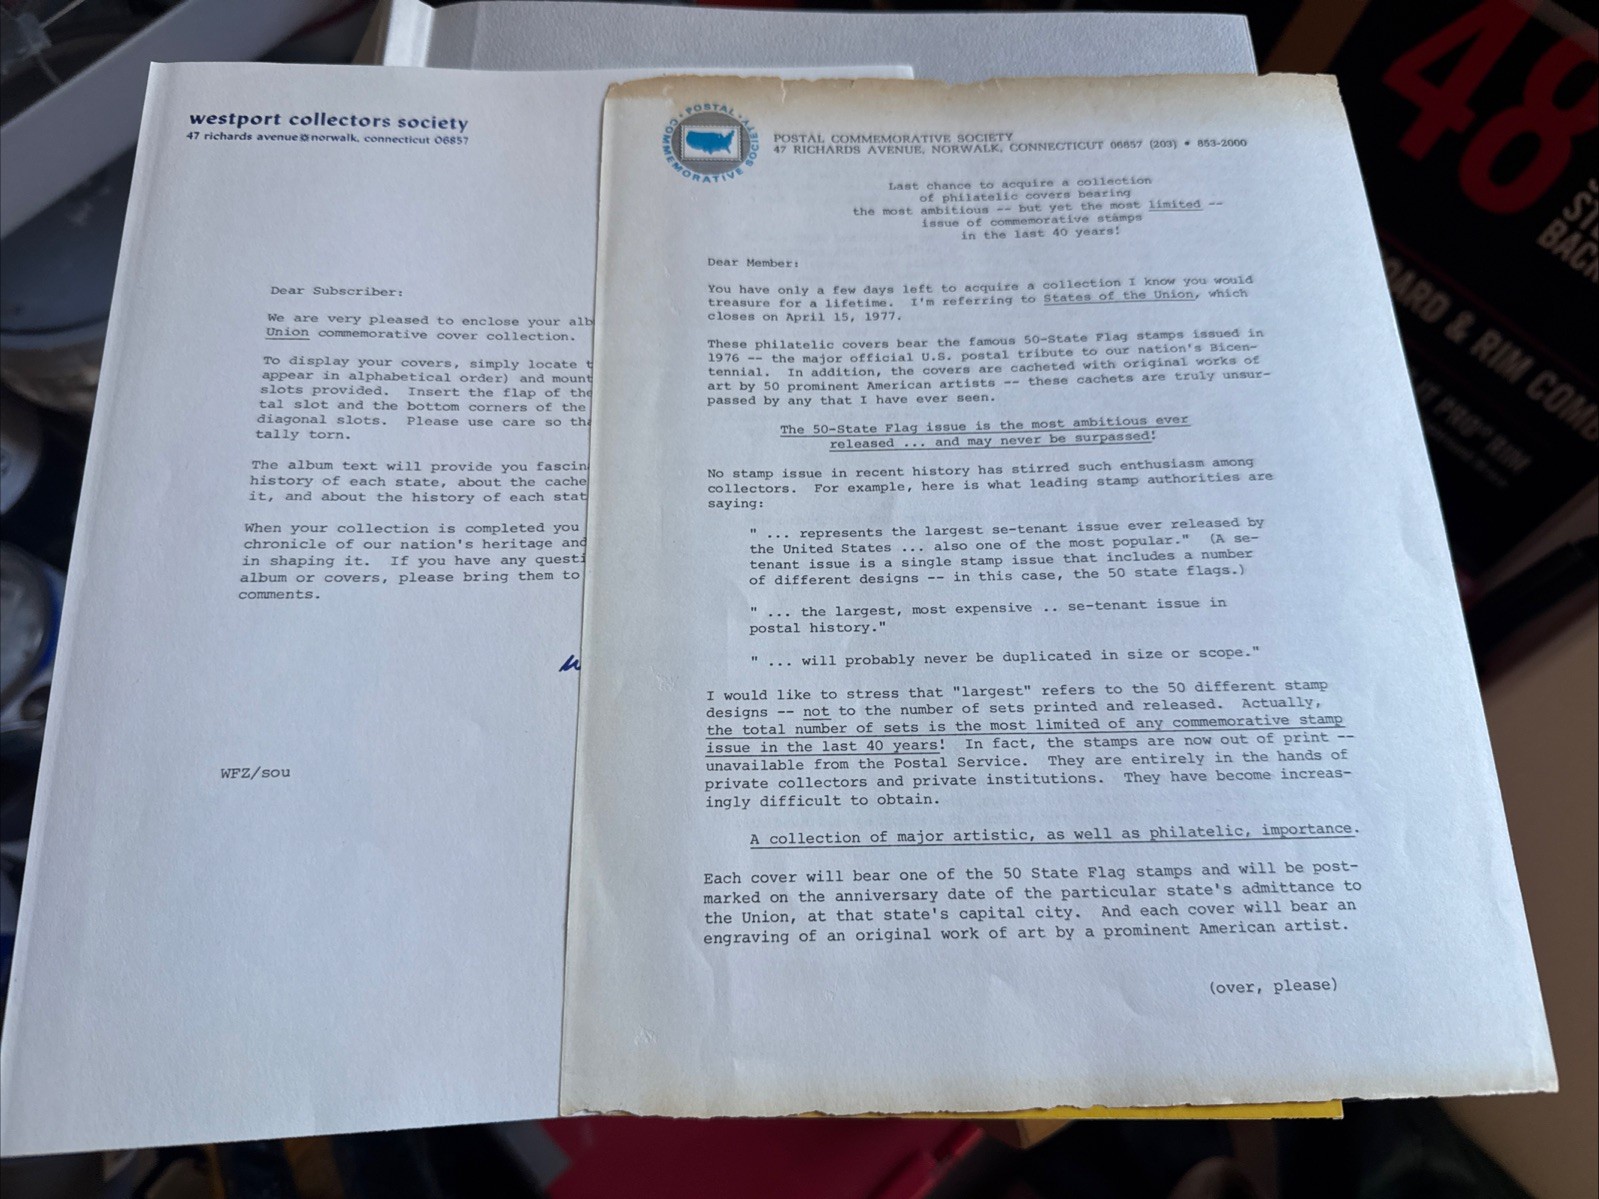 westport collectors society
47 richards avenue norwalk, connecticut 06857
Dear Subscriber:
We are very pleased to enclose your alb
Union commemorative cover collection.
To display your covers, simply locate t
appear in alphabetical order) and mount
slots provided. Insert the flap of the
tal slot and the bottom corners of the
diagonal slots. Please use care so tha
tally torn.
The album text will provide you fascin
history of each state, about the cache
it, and about the history of each stat
When your collection is completed you
chronicle of our nation's heritage and
in shaping it. If you have any questi
album or covers, please bring them to
comments.
WFZ/sou
POSTAL COMMEMORATIVE SOCIETY
POSTAL COMMEMORATIVE SOCIETY
47 RICHARDS AVENUE, NORWALK, CONNECTICUT 06857 (203) • 853-2000
Last chance to acquire a collection
of philatelic covers bearing
the most ambitious -- but yet the most limited --
issue of commemorative stamps
in the last 40 years!
Dear Member:
You have only a few days left to acquire a collection I know you would
treasure for a lifetime. I'm referring to States of the Union, which
closes on April 15, 1977.
These philatelic covers bear the famous 50-State Flag stamps issued in
1976 -- the major official U.S. postal tribute to our nation's Bicen-
tennial. In addition, the covers are cacheted with original works of
art by 50 prominent American artists -- these cachets are truly unsur-
passed by any that I have ever seen.
The 50-State Flag issue is the most ambitious ever
released ... and may never be surpassed!
No stamp issue in recent history has stirred such enthusiasm among
collectors. For example, here is what leading stamp authorities are
saying:
" ... represents the largest se-tenant issue ever released by
the United States ... also one of the most popular." (A se-
tenant issue is a single stamp issue that includes a number
of different designs -- in this case, the 50 state flags.)
" ... the largest, most expensive .. se-tenant issue in
postal history."
" ... will probably never be duplicated in size or scope."
I would like to stress that "largest" refers to the 50 different stamp
designs -- not to the number of sets printed and released. Actually,
the total number of sets is the most limited of any commemorative stamp
issue in the last 40 years! In fact, the stamps are now out of print --
unavailable from the Postal Service. They are entirely in the hands of
private collectors and private institutions. They have become increas-
ingly difficult to obtain.
A collection of major artistic, as well as philatelic, importance.
Each cover will bear one of the 50 State Flag stamps and will be post-
marked on the anniversary date of the particular state's admittance to
the Union, at that state's capital city. And each cover will bear an
engraving of an original work of art by a prominent American artist.
(over, please)
48
BACK
OARD & RIM COMB